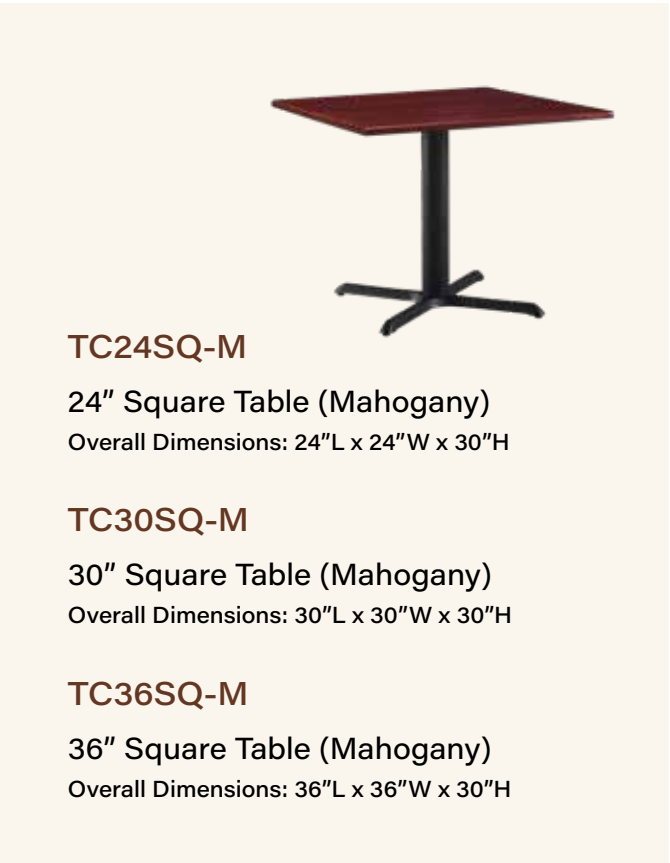 TC24SQ-M
24" Square Table (Mahogany)
Overall Dimensions: 24"L x 24"W x 30"H
TC30SQ-M
30" Square Table (Mahogany)
Overall Dimensions: 30"L x 30"W x 30"H
TC36SQ-M
36" Square Table (Mahogany)
Overall Dimensions: 36"L x 36"W x 30"H